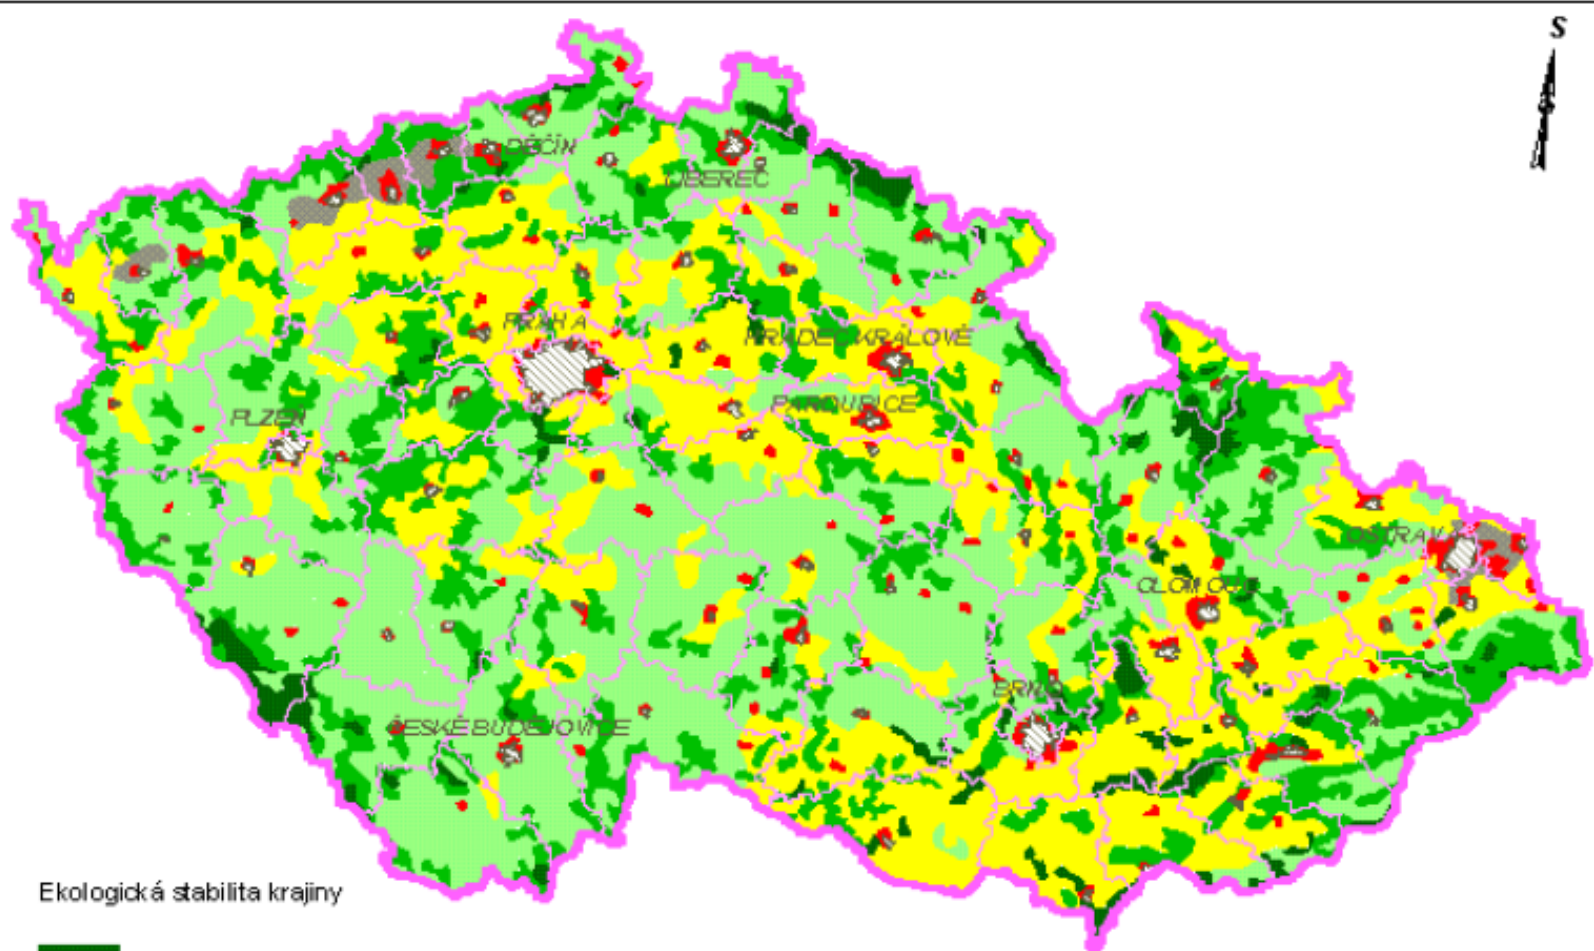 S
DĚČÍN
LIBEREC
PRAHA
HRADEC KRÁLOVÉ
PLZEŇ
PARDUBICE
OSTRAVA
OLOMOUC
BRNO
ČESKÉ BUDĚJOVICE
Ekologická stabilita krajiny